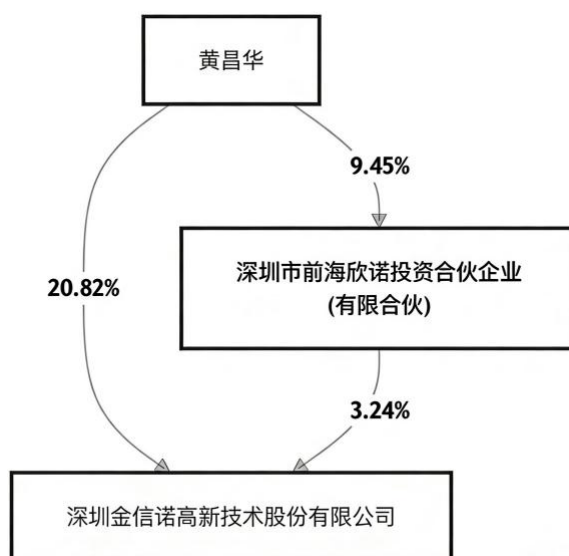 黄昌华
9.45%
深圳市前海欣诺投资合伙企业
(有限合伙)
20.82%
3.24%
深圳金信诺高新技术股份有限公司